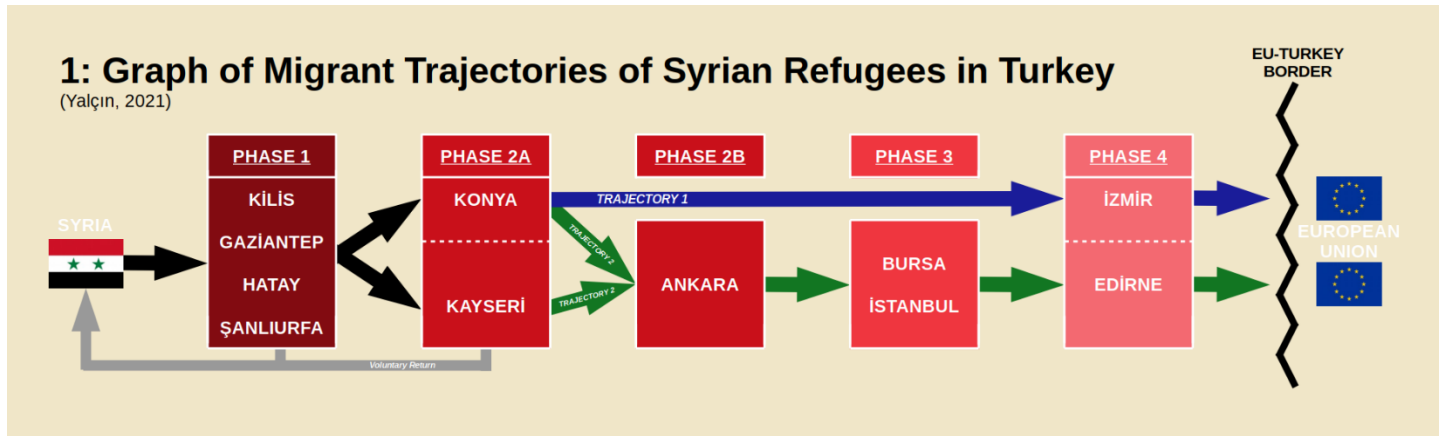 1: Graph of Migrant Trajectories of Syrian Refugees in Turkey
(Yalçın, 2021)
EU-TURKEY
BORDER
SYRIA
PHASE 1
KİLİS
GAZİANTEP
HATAY
ŞANLIURFA
PHASE 2A
KONYA
KAYSERİ
TRAJECTORY 1
TRAJECTORY 2
TRAJECTORY 2
PHASE 2B
ANKARA
PHASE 3
BURSA
İSTANBUL
PHASE 4
İZMİR
EDİRNE
EUROPEAN
UNION
Voluntary Return